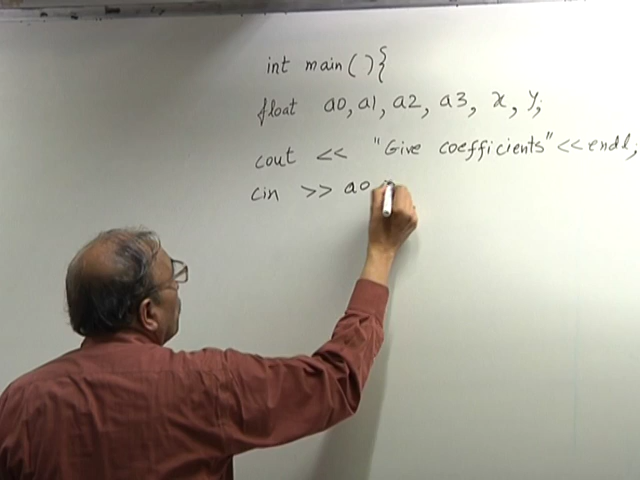 int main(){
float a0, a1, a2, a3, x, y;
cout << "Give coefficients" << endl;
cin >> a0